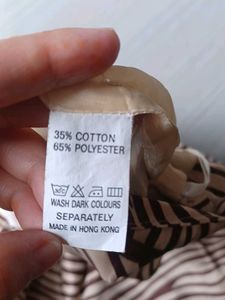 35% COTTON
65% POLYESTER
WASH DARK COLOURS
SEPARATELY
MADE IN HONG KONG